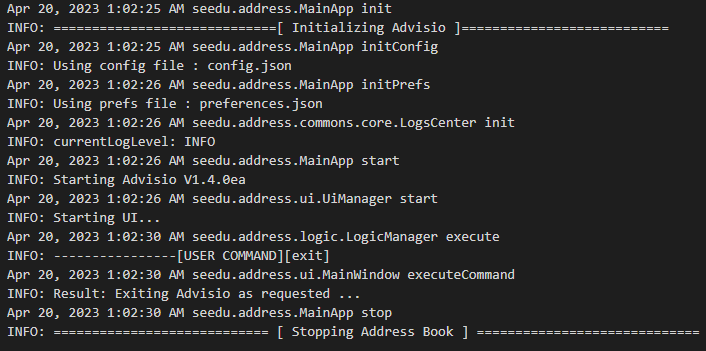 Apr 20, 2023 1:02:25 AM seedu.address.MainApp init
INFO: =============================[ Initializing Advisio ]===========================
Apr 20, 2023 1:02:25 AM seedu.address.MainApp initConfig
INFO: Using config file : config.json
Apr 20, 2023 1:02:26 AM seedu.address.MainApp initPrefs
INFO: Using prefs file : preferences.json
Apr 20, 2023 1:02:26 AM seedu.address.commons.core.LogsCenter init
INFO: currentLogLevel: INFO
Apr 20, 2023 1:02:26 AM seedu.address.MainApp start
INFO: Starting Advisio V1.4.0ea
Apr 20, 2023 1:02:26 AM seedu.address.ui.UiManager start
INFO: Starting UI...
Apr 20, 2023 1:02:30 AM seedu.address.logic.LogicManager execute
INFO: ----------------[USER COMMAND][exit]
Apr 20, 2023 1:02:30 AM seedu.address.ui.MainWindow executeCommand
INFO: Result: Exiting Advisio as requested ...
Apr 20, 2023 1:02:30 AM seedu.address.MainApp stop
INFO: ============================ [ Stopping Address Book ] =============================